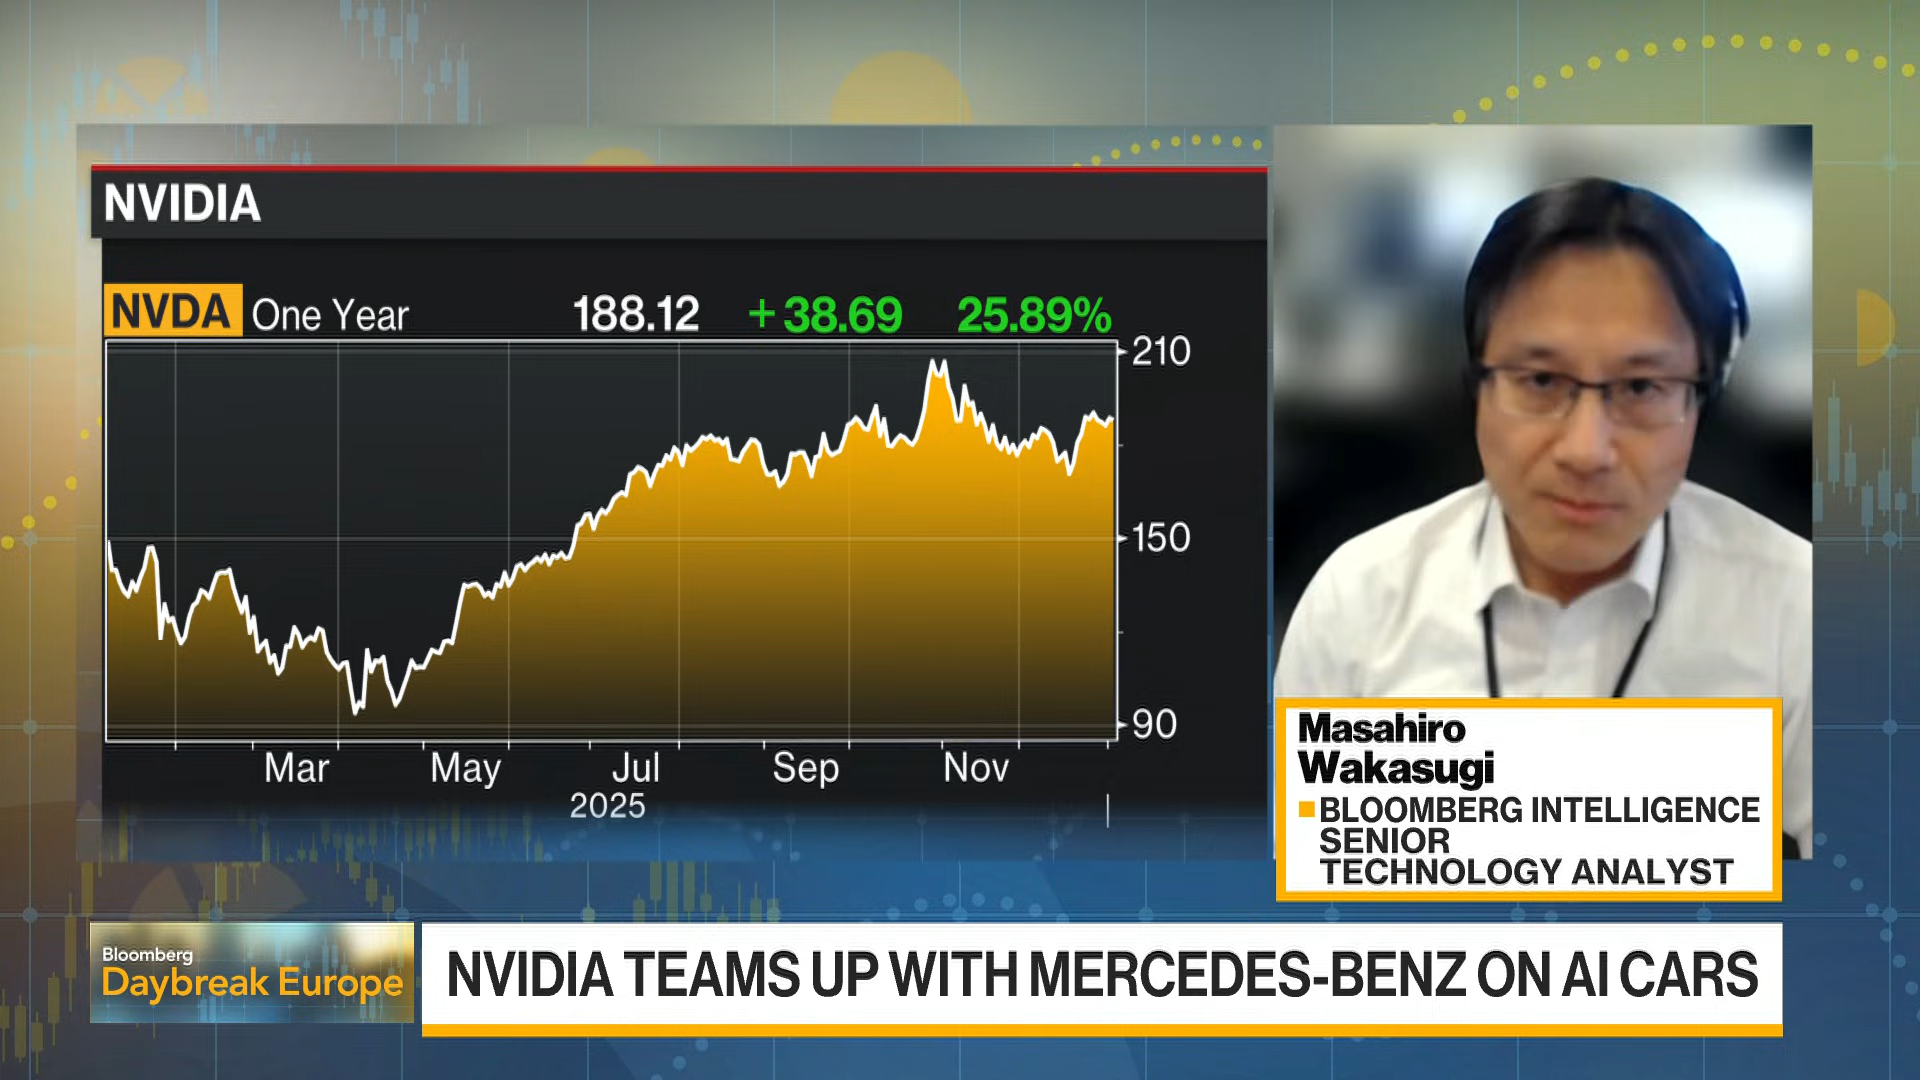 NVIDIA
NVDA One Year 188.12 +38.69 25.89%
210
150
90
Mar May Jul Sep Nov
2025
Masahiro
Wakasugi
BLOOMBERG INTELLIGENCE
SENIOR
TECHNOLOGY ANALYST
Bloomberg
Daybreak Europe
NVIDIA TEAMS UP WITH MERCEDES-BENZ ON AI CARS